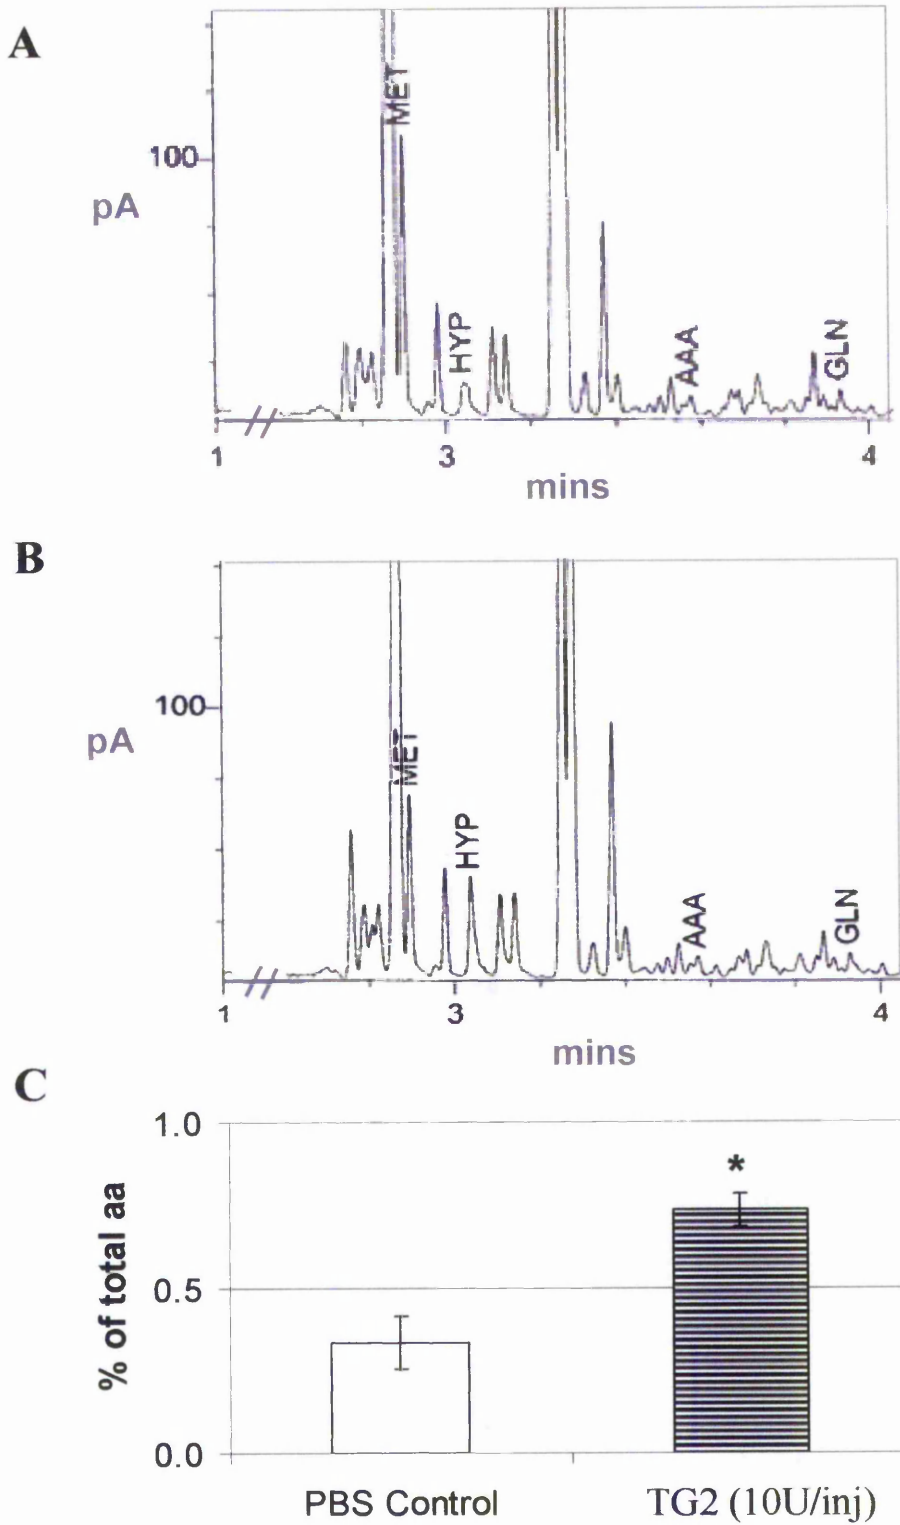 A
MET
100
pA
HYP
AAA
GLN
1 3 4
mins
B
100
pA
MET
HYP
AAA
GLN
1 3 4
mins
C
1.0
*
% of total aa
0.5
0.0
PBS Control TG2 (10U/inj)